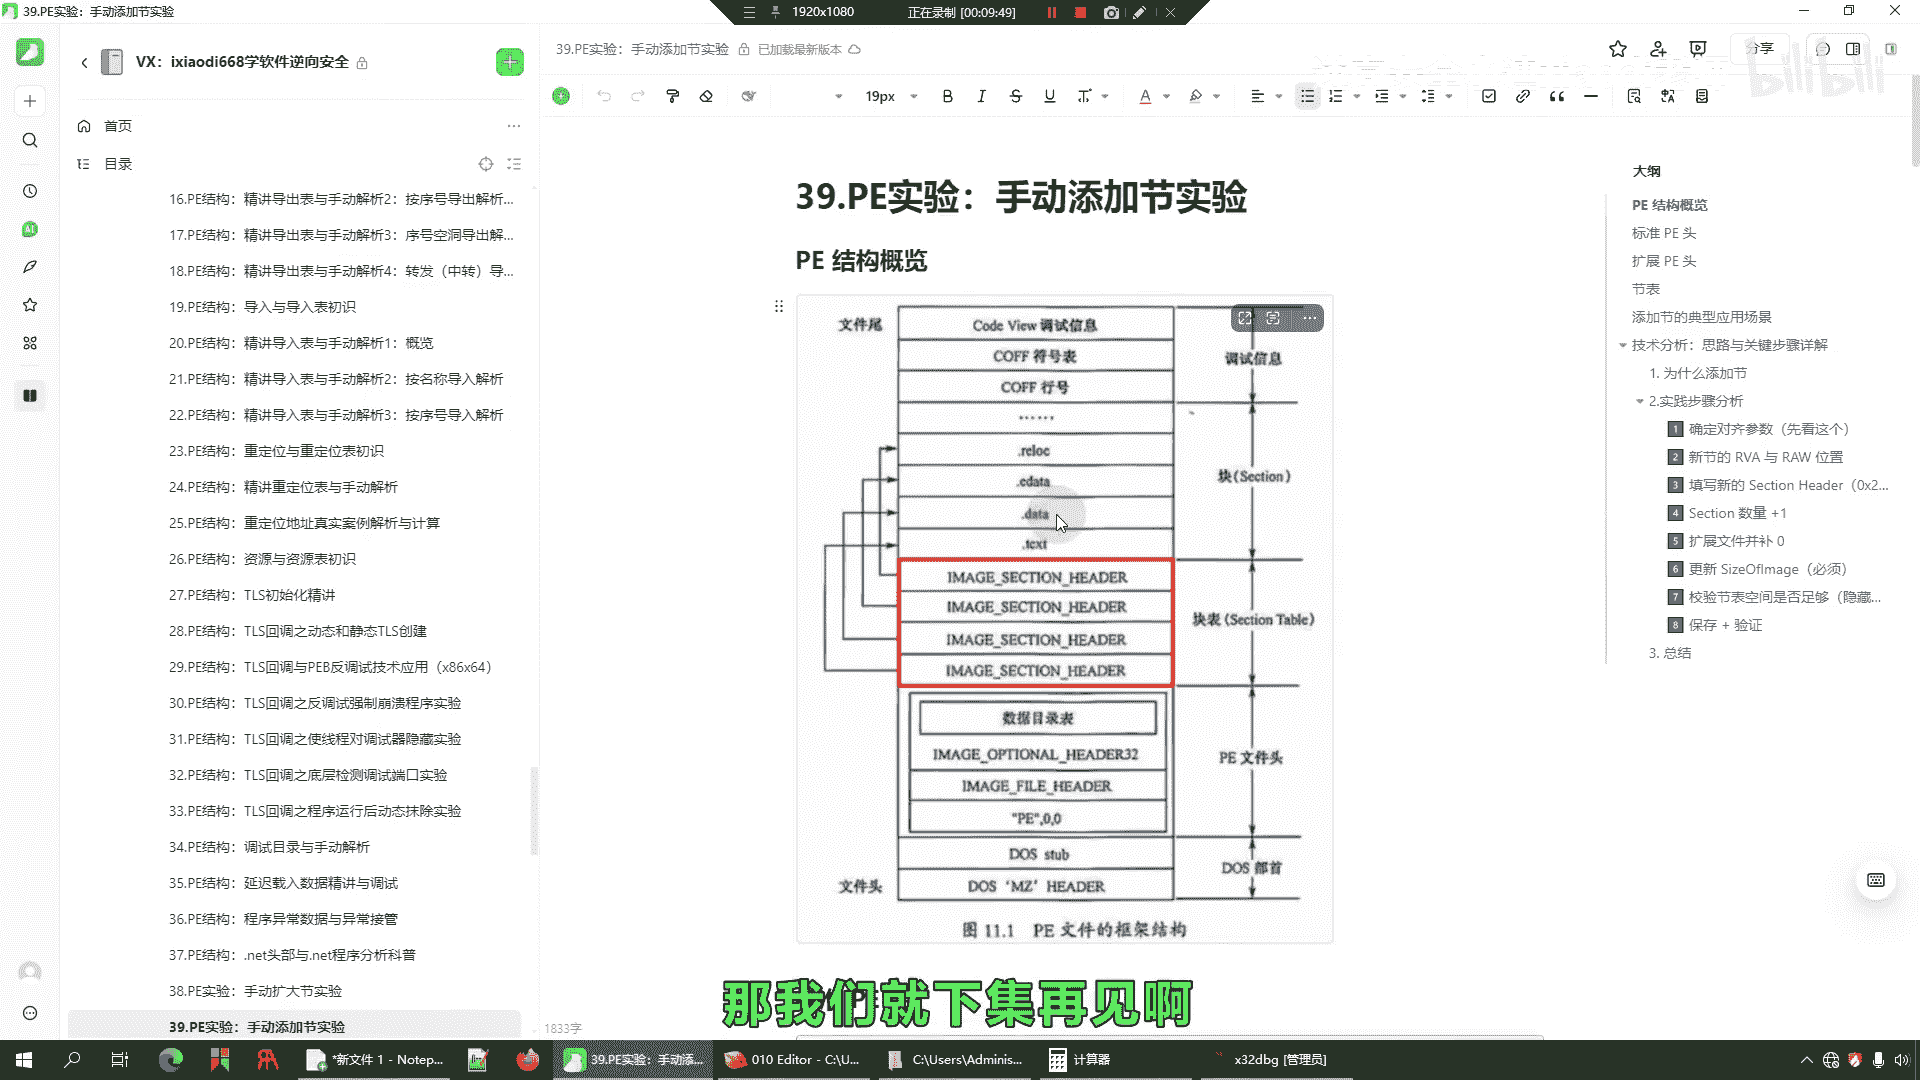 39.PE实验：手动添加节实验
1920x1080
正在录制 [00:09:49]
VX：ixiaodi668学软件逆向安全
首页
目录
16.PE结构：精讲导出表与手动解析2：按序号导出解析...
17.PE结构：精讲导出表与手动解析3：序号空洞导出解...
18.PE结构：精讲导出表与手动解析4：转发（中转）导...
19.PE结构：导入与导入表初识
20.PE结构：精讲导入表与手动解析1：概览
21.PE结构：精讲导入表与手动解析2：按名称导入解析
22.PE结构：精讲导入表与手动解析3：按序号导入解析
23.PE结构：重定位与重定位表初识
24.PE结构：精讲重定位表与手动解析
25.PE结构：重定位地址真实案例解析与计算
26.PE结构：资源与资源表初识
27.PE结构：TLS初始化精讲
28.PE结构：TLS回调之动态和静态TLS创建
29.PE结构：TLS回调与PEB反调试技术应用（x86x64）
30.PE结构：TLS回调之反调试强制崩溃程序实验
31.PE结构：TLS回调之使线程对调试器隐藏实验
32.PE结构：TLS回调之底层检测调试端口实验
33.PE结构：TLS回调之程序运行后动态抹除实验
34.PE结构：调试目录与手动解析
35.PE结构：延迟载入数据精讲与调试
36.PE结构：程序异常数据与异常接管
37.PE结构：.net头部与.net程序分析科普
38.PE实验：手动扩大节实验
39.PE实验：手动添加节实验
39.PE实验：手动添加节实验
已加载最新版本
分享
bilibili
19px
39.PE实验：手动添加节实验
PE 结构概览
文件尾
Code View 调试信息
COFF 符号表
COFF 行号
调试信息
……
.reloc
.edata
.data
.text
块（Section）
IMAGE_SECTION_HEADER
IMAGE_SECTION_HEADER
IMAGE_SECTION_HEADER
IMAGE_SECTION_HEADER
块表（Section Table）
数据目录表
IMAGE_OPTIONAL_HEADER32
IMAGE_FILE_HEADER
"PE",0,0
PE 文件头
DOS stub
DOS 'MZ' HEADER
DOS 部首
文件头
图 11.1 PE 文件的框架结构
那我们就下集再见啊
1833字
大纲
PE 结构概览
标准 PE 头
扩展 PE 头
节表
添加节的典型应用场景
技术分析：思路与关键步骤详解
1. 为什么添加节
2.实践步骤分析
1 确定对齐参数（先看这个）
2 新节的 RVA 与 RAW 位置
3 填写新的 Section Header（0x2...
4 Section 数量 +1
5 扩展文件并补 0
6 更新 SizeOfImage（必须）
7 校验节表空间是否足够（隐藏...
8 保存 + 验证
3. 总结
*新文件 1 - Notep...
39.PE实验：手动添...
010 Editor - C:\U...
C:\Users\Adminis...
计算器
x32dbg [管理员]